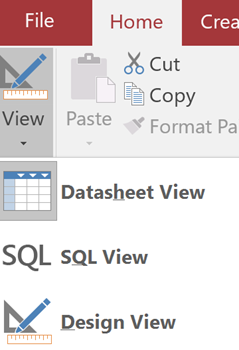 File Home Crea
View Paste Cut
Copy
Format Pa
Datasheet View
SQL SQL View
Design View